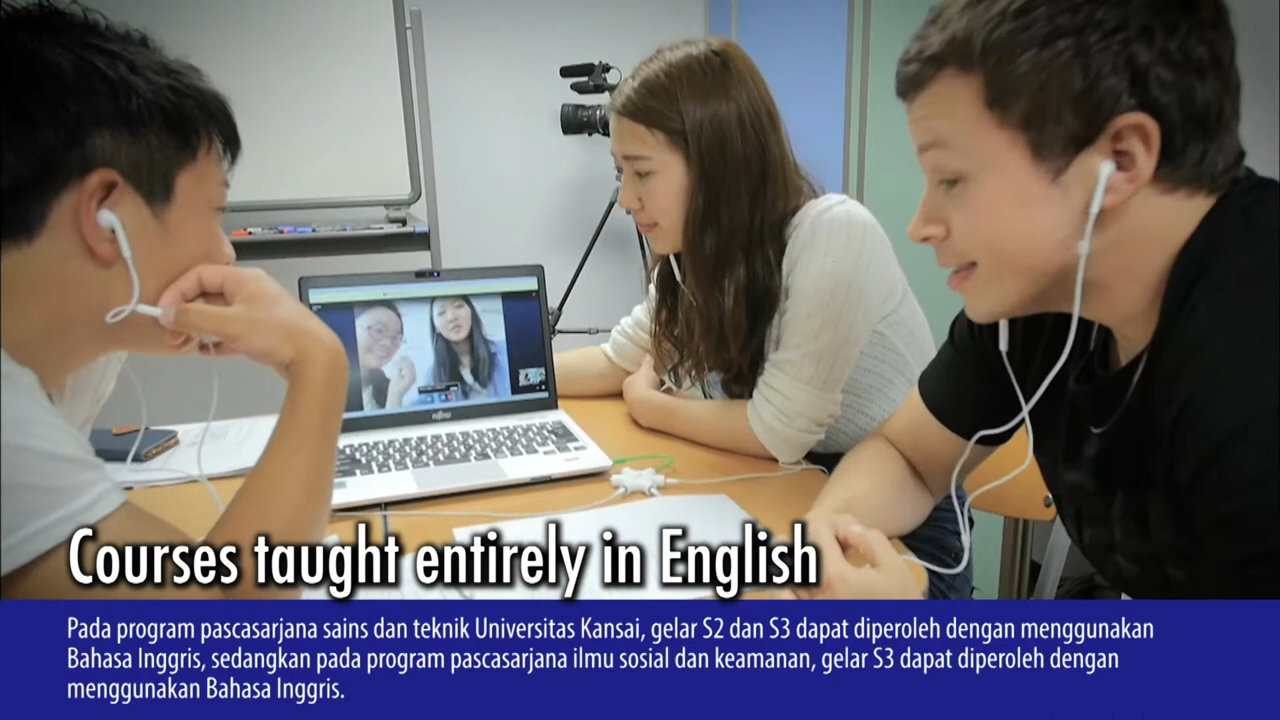 FUJITSU
Courses taught entirely in English
Pada program pascasarjana sains dan teknik Universitas Kansai, gelar S2 dan S3 dapat diperoleh dengan menggunakan
Bahasa Inggris, sedangkan pada program pascasarjana ilmu sosial dan keamanan, gelar S3 dapat diperoleh dengan
menggunakan Bahasa Inggris.